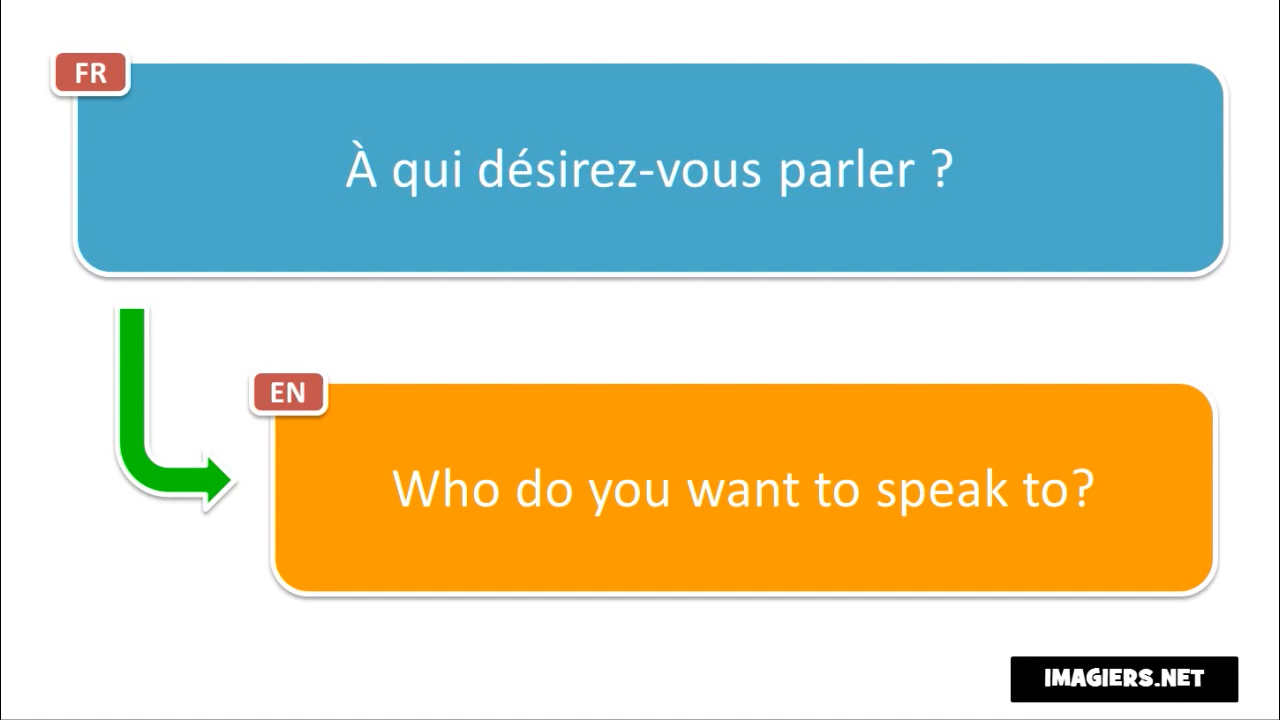 FR
À qui désirez-vous parler ?
EN
Who do you want to speak to?
IMAGIERS.NET